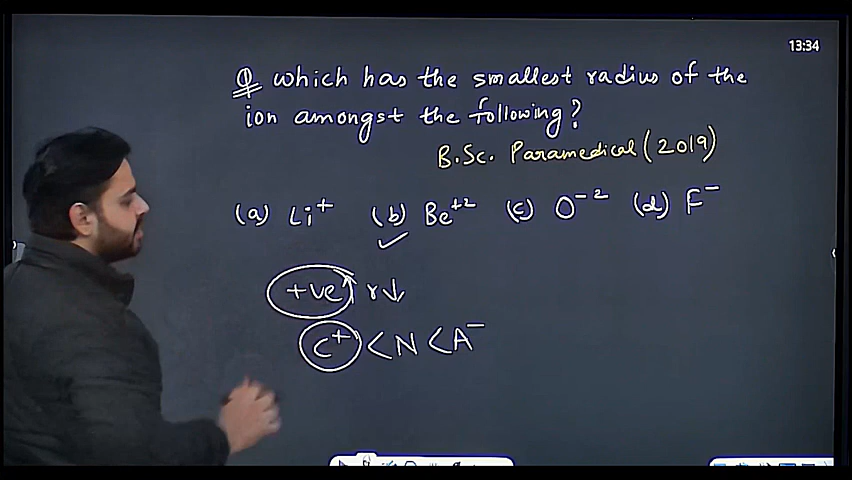 13:34
Q which has the smallest radius of the
ion amongst the following?
B.Sc. Paramedical (2019)
(a) Li⁺ (b) Be⁺² (c) O⁻² (d) F⁻
+ve↑ r↓
C⁺ < N < A⁻